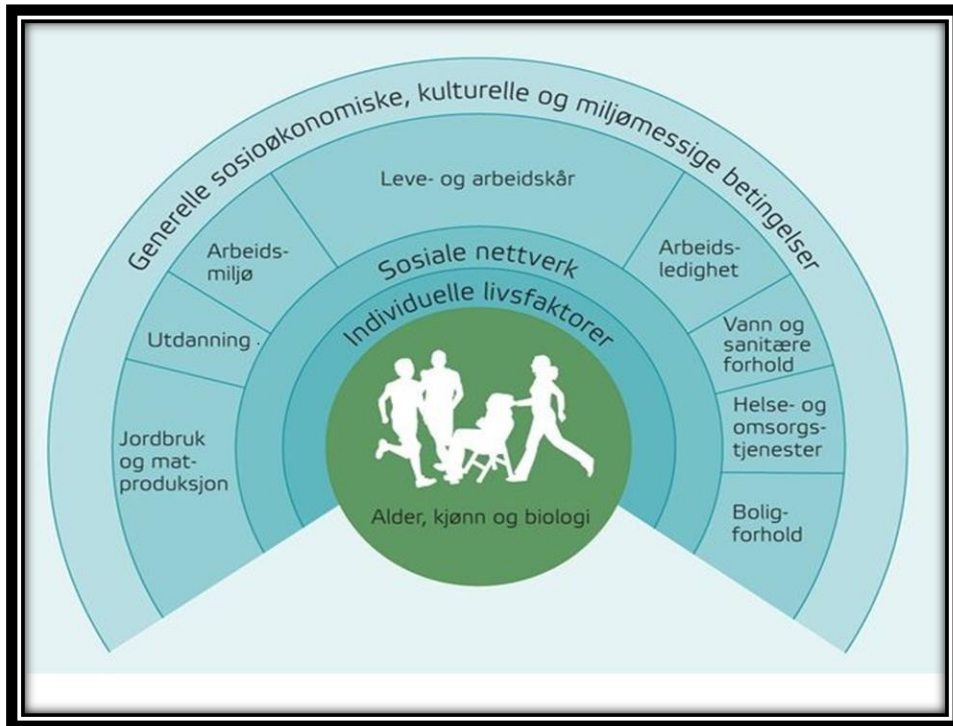 Generelle sosioøkonomiske, kulturelle og miljømessige betingelser
Leve- og arbeidskår
Arbeids-
miljø
Utdanning .
Jordbruk
og mat-
produksjon
Arbeids-
ledighet
Vann og
sanitære
forhold
Helse- og
omsorgs-
tjenester
Bolig-
forhold
Sosiale nettverk
Individuelle livsfaktorer
Alder, kjønn og biologi